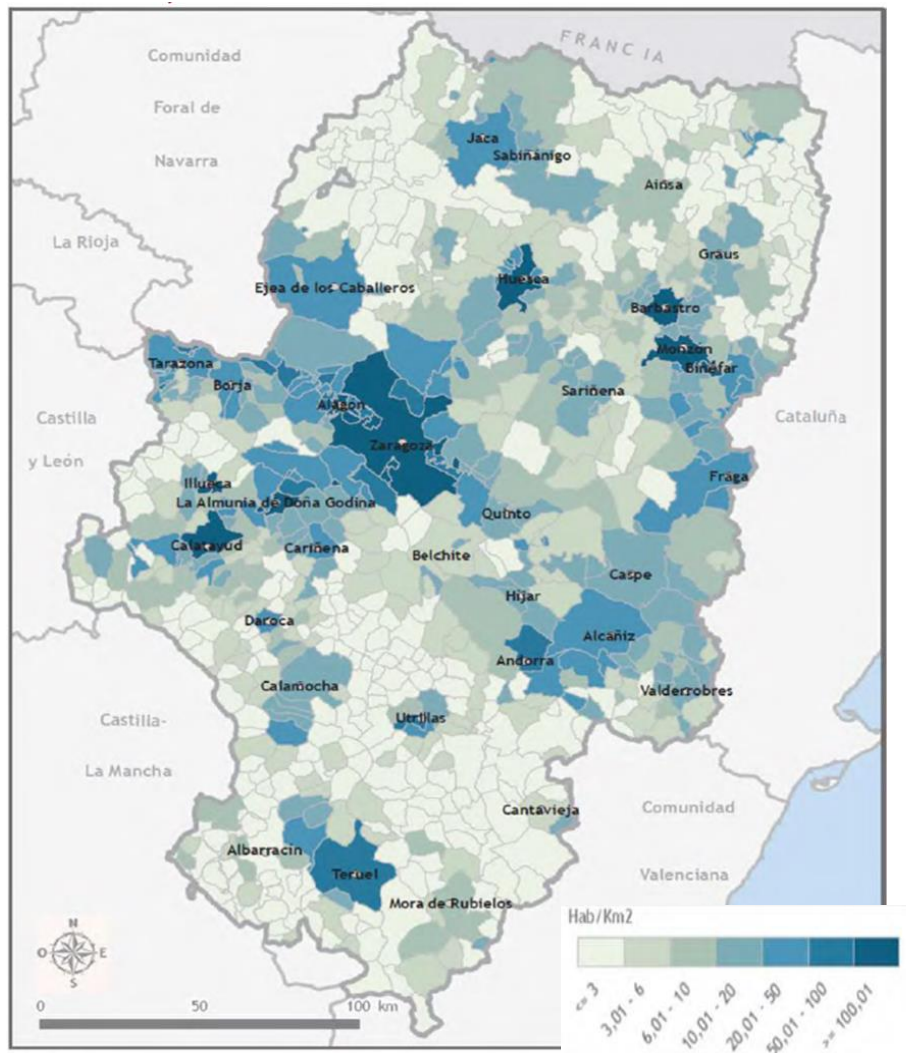 FRANCIA
Comunidad
Foral de
Navarra
Jaca
Sabiñánigo
Aínsa
La Rioja
Graus
Huesca
Ejea de los Caballeros
Barbastro
Monzón
Tarazona
Binéfar
Borja
Sariñena
Alagón
Castilla
y León
Cataluña
Zaragoza
Fraga
Illueca
La Almunia de Doña Godina
Quinto
Calatayud
Cariñena
Belchite
Caspe
Híjar
Daroca
Alcañiz
Andorra
Calamocha
Valderrobres
Utrillas
Castilla-
La Mancha
Cantavieja
Comunidad
Valenciana
Albarracín
Teruel
Mora de Rubielos
Hab/Km2
N
O
E
S
0
50
100 km
<= 3
3,01 - 6
6,01 - 10
10,01 - 20
20,01 - 50
50,01 - 100
>= 100,01